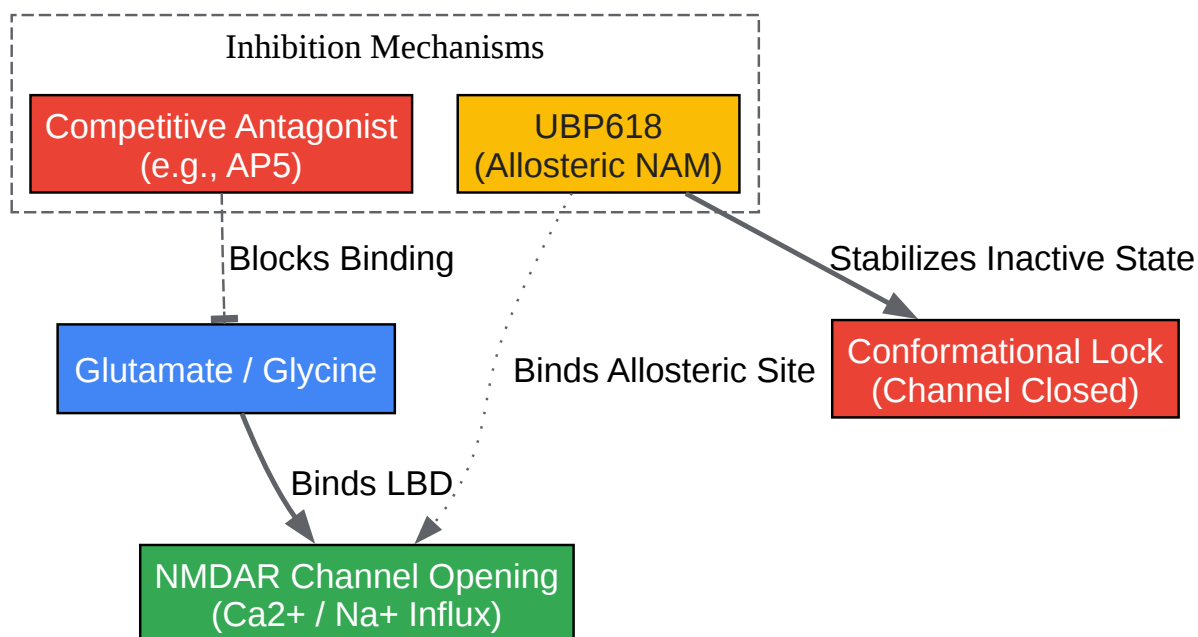 Inhibition Mechanisms
Competitive Antagonist
(e.g., AP5)
UBP618
(Allosteric NAM)
Blocks Binding
Stabilizes Inactive State
Glutamate / Glycine
Binds Allosteric Site
Conformational Lock
(Channel Closed)
Binds LBD
NMDAR Channel Opening
(Ca2+ / Na+ Influx)